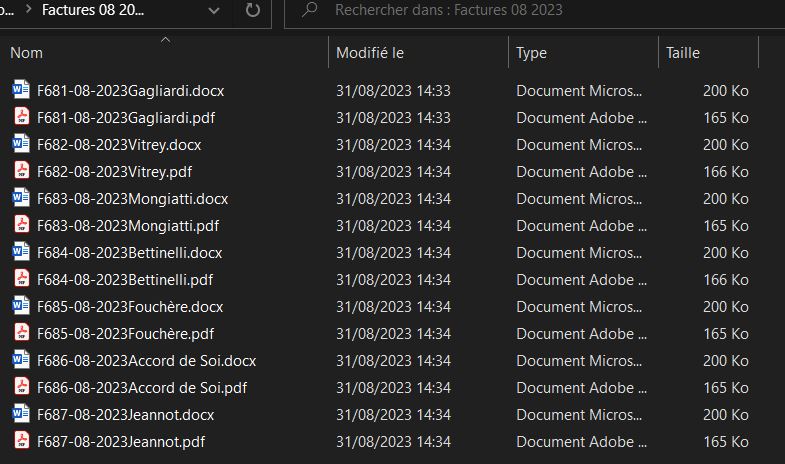 o... Factures 08 20... Rechercher dans : Factures 08 2023
Nom Modifié le Type Taille
F681-08-2023Gagliardi.docx 31/08/2023 14:33 Document Micros... 200 Ko
F681-08-2023Gagliardi.pdf 31/08/2023 14:33 Document Adobe ... 165 Ko
F682-08-2023Vitrey.docx 31/08/2023 14:34 Document Micros... 200 Ko
F682-08-2023Vitrey.pdf 31/08/2023 14:34 Document Adobe ... 166 Ko
F683-08-2023Mongiatti.docx 31/08/2023 14:34 Document Micros... 200 Ko
F683-08-2023Mongiatti.pdf 31/08/2023 14:34 Document Adobe ... 165 Ko
F684-08-2023Bettinelli.docx 31/08/2023 14:34 Document Micros... 200 Ko
F684-08-2023Bettinelli.pdf 31/08/2023 14:34 Document Adobe ... 166 Ko
F685-08-2023Fouchère.docx 31/08/2023 14:34 Document Micros... 200 Ko
F685-08-2023Fouchère.pdf 31/08/2023 14:34 Document Adobe ... 165 Ko
F686-08-2023Accord de Soi.docx 31/08/2023 14:34 Document Micros... 200 Ko
F686-08-2023Accord de Soi.pdf 31/08/2023 14:34 Document Adobe ... 165 Ko
F687-08-2023Jeannot.docx 31/08/2023 14:34 Document Micros... 200 Ko
F687-08-2023Jeannot.pdf 31/08/2023 14:34 Document Adobe ... 165 Ko